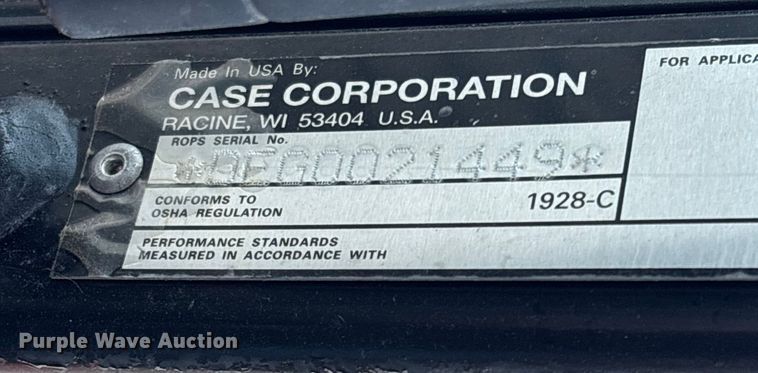 Made In USA By:
CASE CORPORATION
RACINE, WI 53404 U.S.A.
ROPS SERIAL No.
CONFORMS TO
OSHA REGULATION
1928-C
PERFORMANCE STANDARDS
MEASURED IN ACCORDANCE WITH
FOR APPLICA
Purple Wave Auction